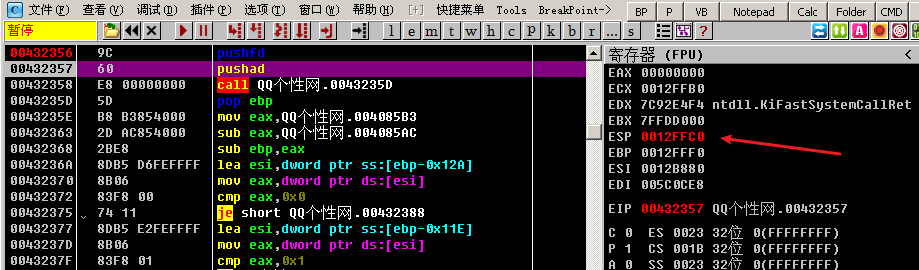 C 文件(F) 查看(V) 调试(D) 插件(P) 选项(T) 窗口(W) 帮助(H) [+] 快捷菜单 Tools BreakPoint-> BP P VB Notepad Calc Folder CMD
暂停 l e m t w h c P k b r ... s ?
00432356 9C pushfd
00432357 60 pushad
00432358 E8 00000000 call QQ个性网.0043235D
0043235D 5D pop ebp
0043235E B8 B3854000 mov eax,QQ个性网.004085B3
00432363 2D AC854000 sub eax,QQ个性网.004085AC
00432368 2BE8 sub ebp,eax
0043236A 8DB5 D6FEFFFF lea esi,dword ptr ss:[ebp-0x12A]
00432370 8B06 mov eax,dword ptr ds:[esi]
00432372 83F8 00 cmp eax,0x0
00432375 74 11 je short QQ个性网.00432388
00432377 8DB5 E2FEFFFF lea esi,dword ptr ss:[ebp-0x11E]
0043237D 8B06 mov eax,dword ptr ds:[esi]
0043237F 83F8 01 cmp eax,0x1
寄存器 (FPU) <
EAX 00000000
ECX 0012FFB0
EDX 7C92E4F4 ntdll.KiFastSystemCallRet
EBX 7FFDD000
ESP 0012FFC0
EBP 0012FFF0
ESI 0012B880
EDI 005C0CE8
EIP 00432357 QQ个性网.00432357
C 0 ES 0023 32位 0(FFFFFFFF)
P 1 CS 001B 32位 0(FFFFFFFF)
A 0 SS 0023 32位 0(FFFFFFFF)